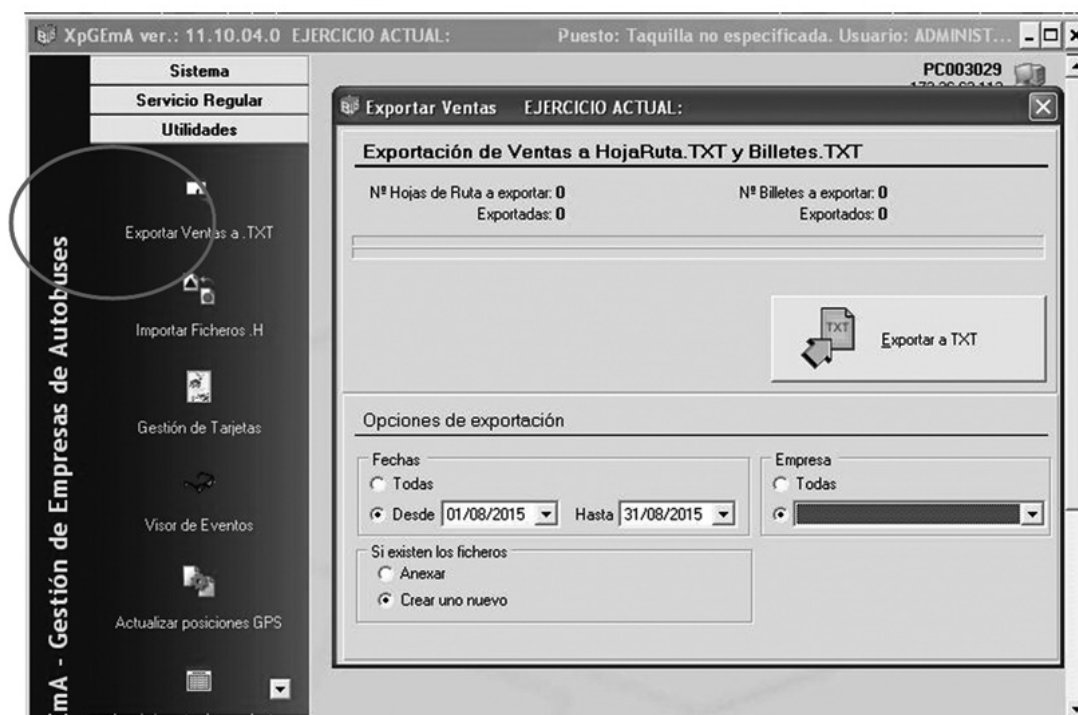 XpGEmA ver.: 11.10.04.0 EJERCICIO ACTUAL: Puesto: Taquilla no especificada. Usuario: ADMINIST...
Sistema
Servicio Regular
Utilidades
Exportar Ventas a .TXT
Importar Ficheros .H
Gestión de Tarjetas
Visor de Eventos
Actualizar posiciones GPS
mA - Gestión de Empresas de Autobuses
PC003029
Exportar Ventas EJERCICIO ACTUAL:
Exportación de Ventas a HojaRuta.TXT y Billetes.TXT
Nº Hojas de Ruta a exportar: 0 Nº Billetes a exportar: 0
Exportadas: 0 Exportados: 0
TXT
Exportar a TXT
Opciones de exportación
Fechas
Todas
Desde 01/08/2015 Hasta 31/08/2015
Empresa
Todas
Si existen los ficheros
Anexar
Crear uno nuevo